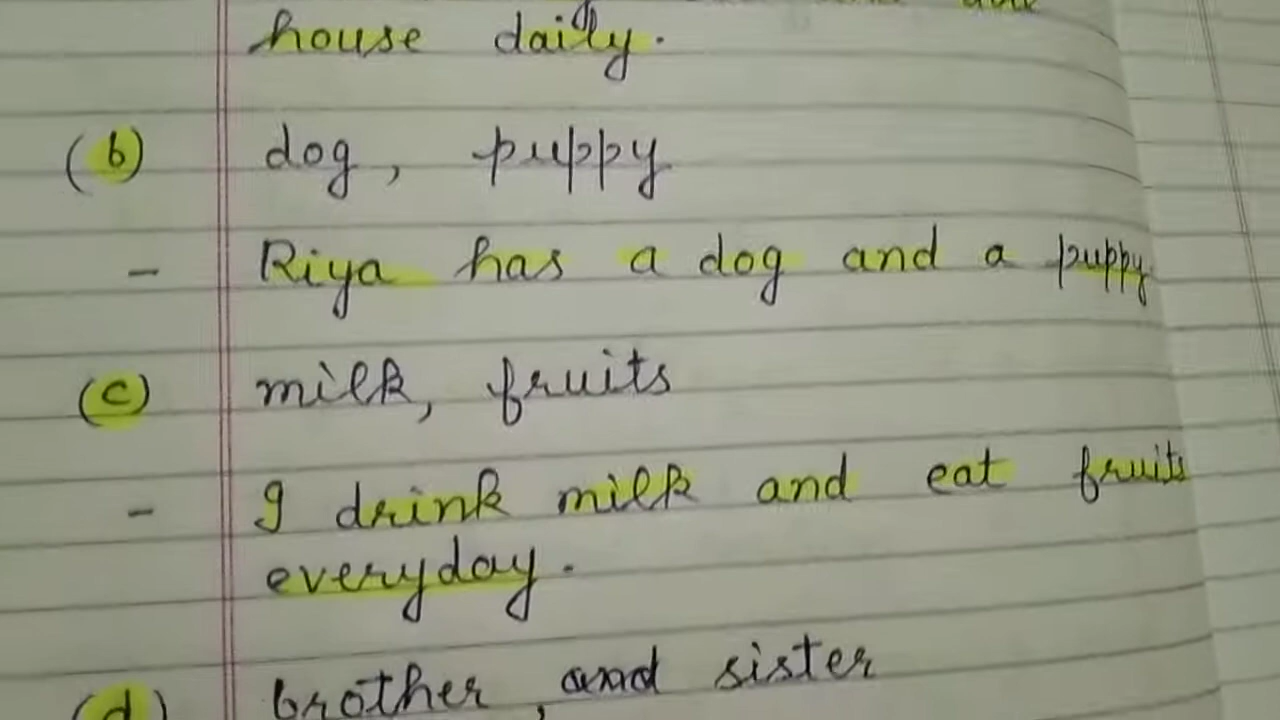 house daily.
(b) dog, puppy
- Riya has a dog and a puppy
(c) milk, fruits
- I drink milk and eat fruits
everyday.
(d) brother, and sister